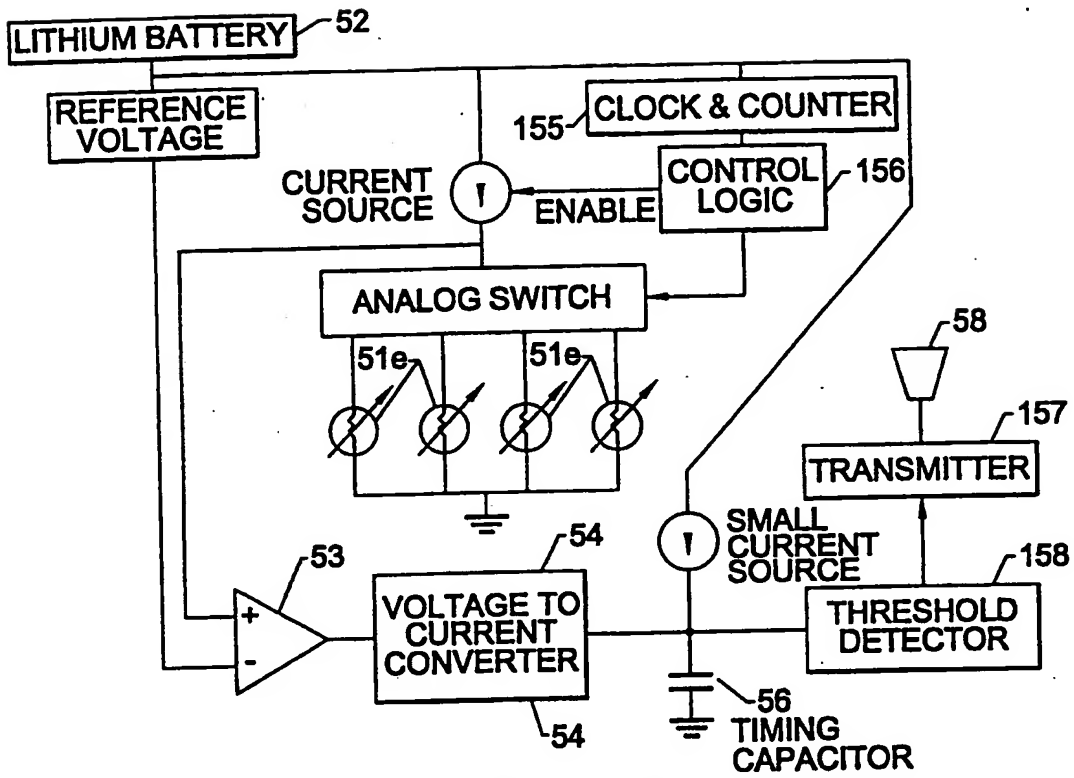 LITHIUM BATTERY
52
REFERENCE
VOLTAGE
155
CLOCK & COUNTER
CURRENT
SOURCE
ENABLE
CONTROL
LOGIC
156
ANALOG SWITCH
51e
51e
58
157
TRANSMITTER
SMALL
CURRENT
SOURCE
158
THRESHOLD
DETECTOR
53
+
-
54
VOLTAGE TO
CURRENT
CONVERTER
54
56
TIMING
CAPACITOR